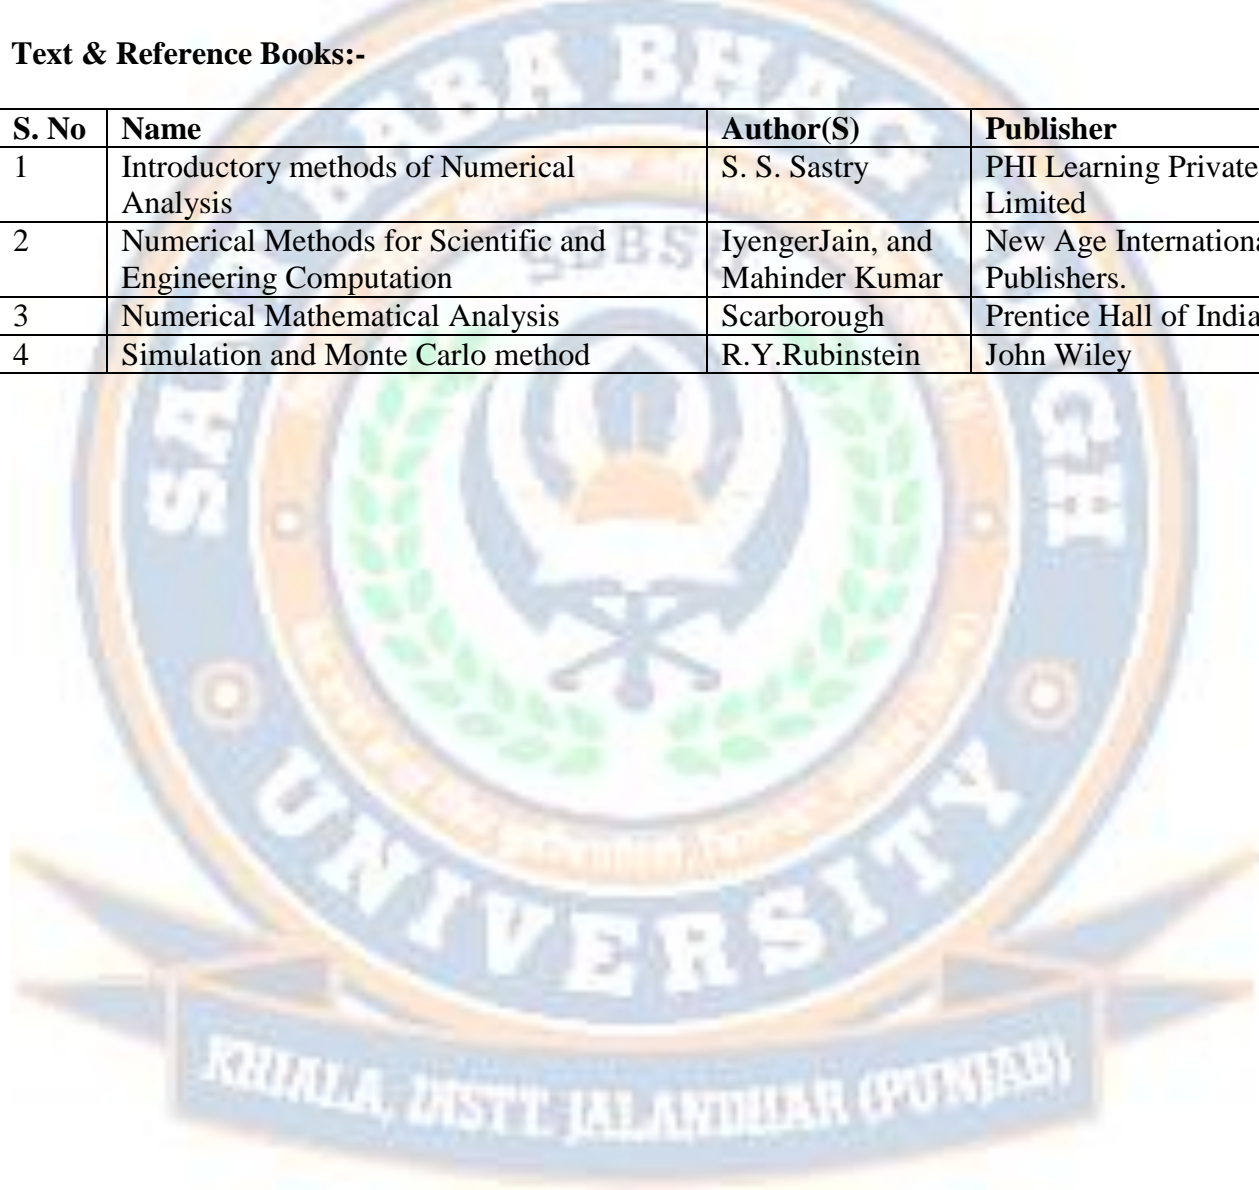 Text & Reference Books:-
S. No Name Author(S) Publisher
1 Introductory methods of Numerical Analysis S. S. Sastry PHI Learning Private Limited
2 Numerical Methods for Scientific and Engineering Computation IyengerJain, and Mahinder Kumar New Age Internationa Publishers.
3 Numerical Mathematical Analysis Scarborough Prentice Hall of India
4 Simulation and Monte Carlo method R.Y.Rubinstein John Wiley
SBBS
UNIVERSITY
KHIALA, DISTT. JALANDHAR (PUNJAB)